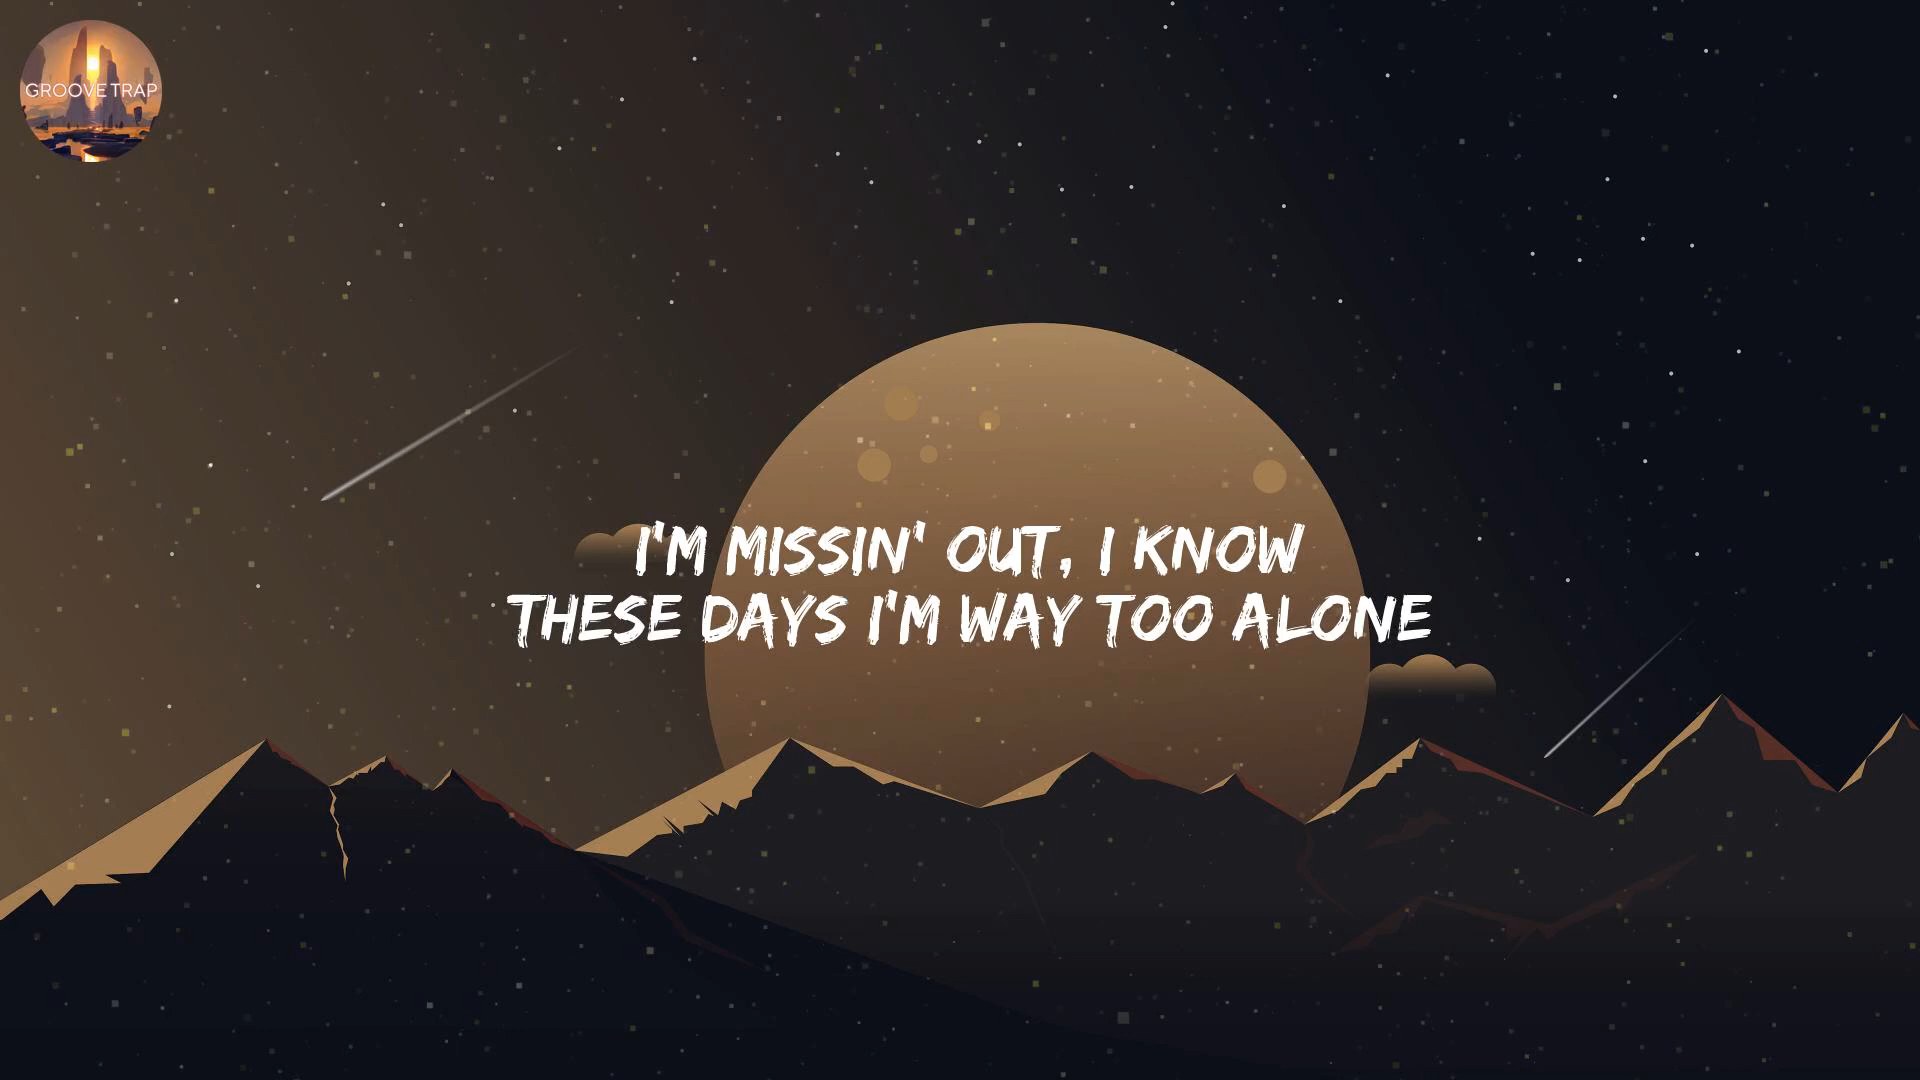 GROOVE TRAP
I'M MISSIN' OUT, I KNOW
THESE DAYS I'M WAY TOO ALONE